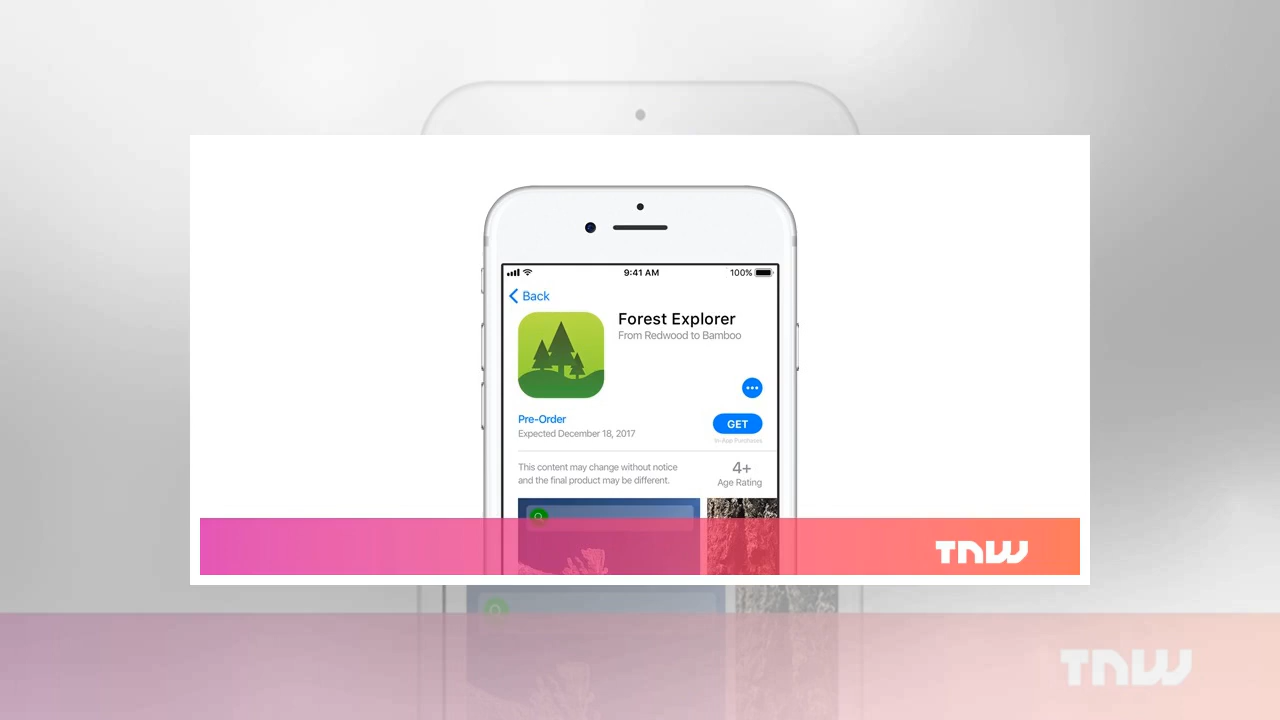 9:41 AM
100%
Back
Forest Explorer
From Redwood to Bamboo
Pre-Order
Expected December 18, 2017
GET
In-App Purchases
This content may change without notice
and the final product may be different.
4+
Age Rating
TNW
TNW